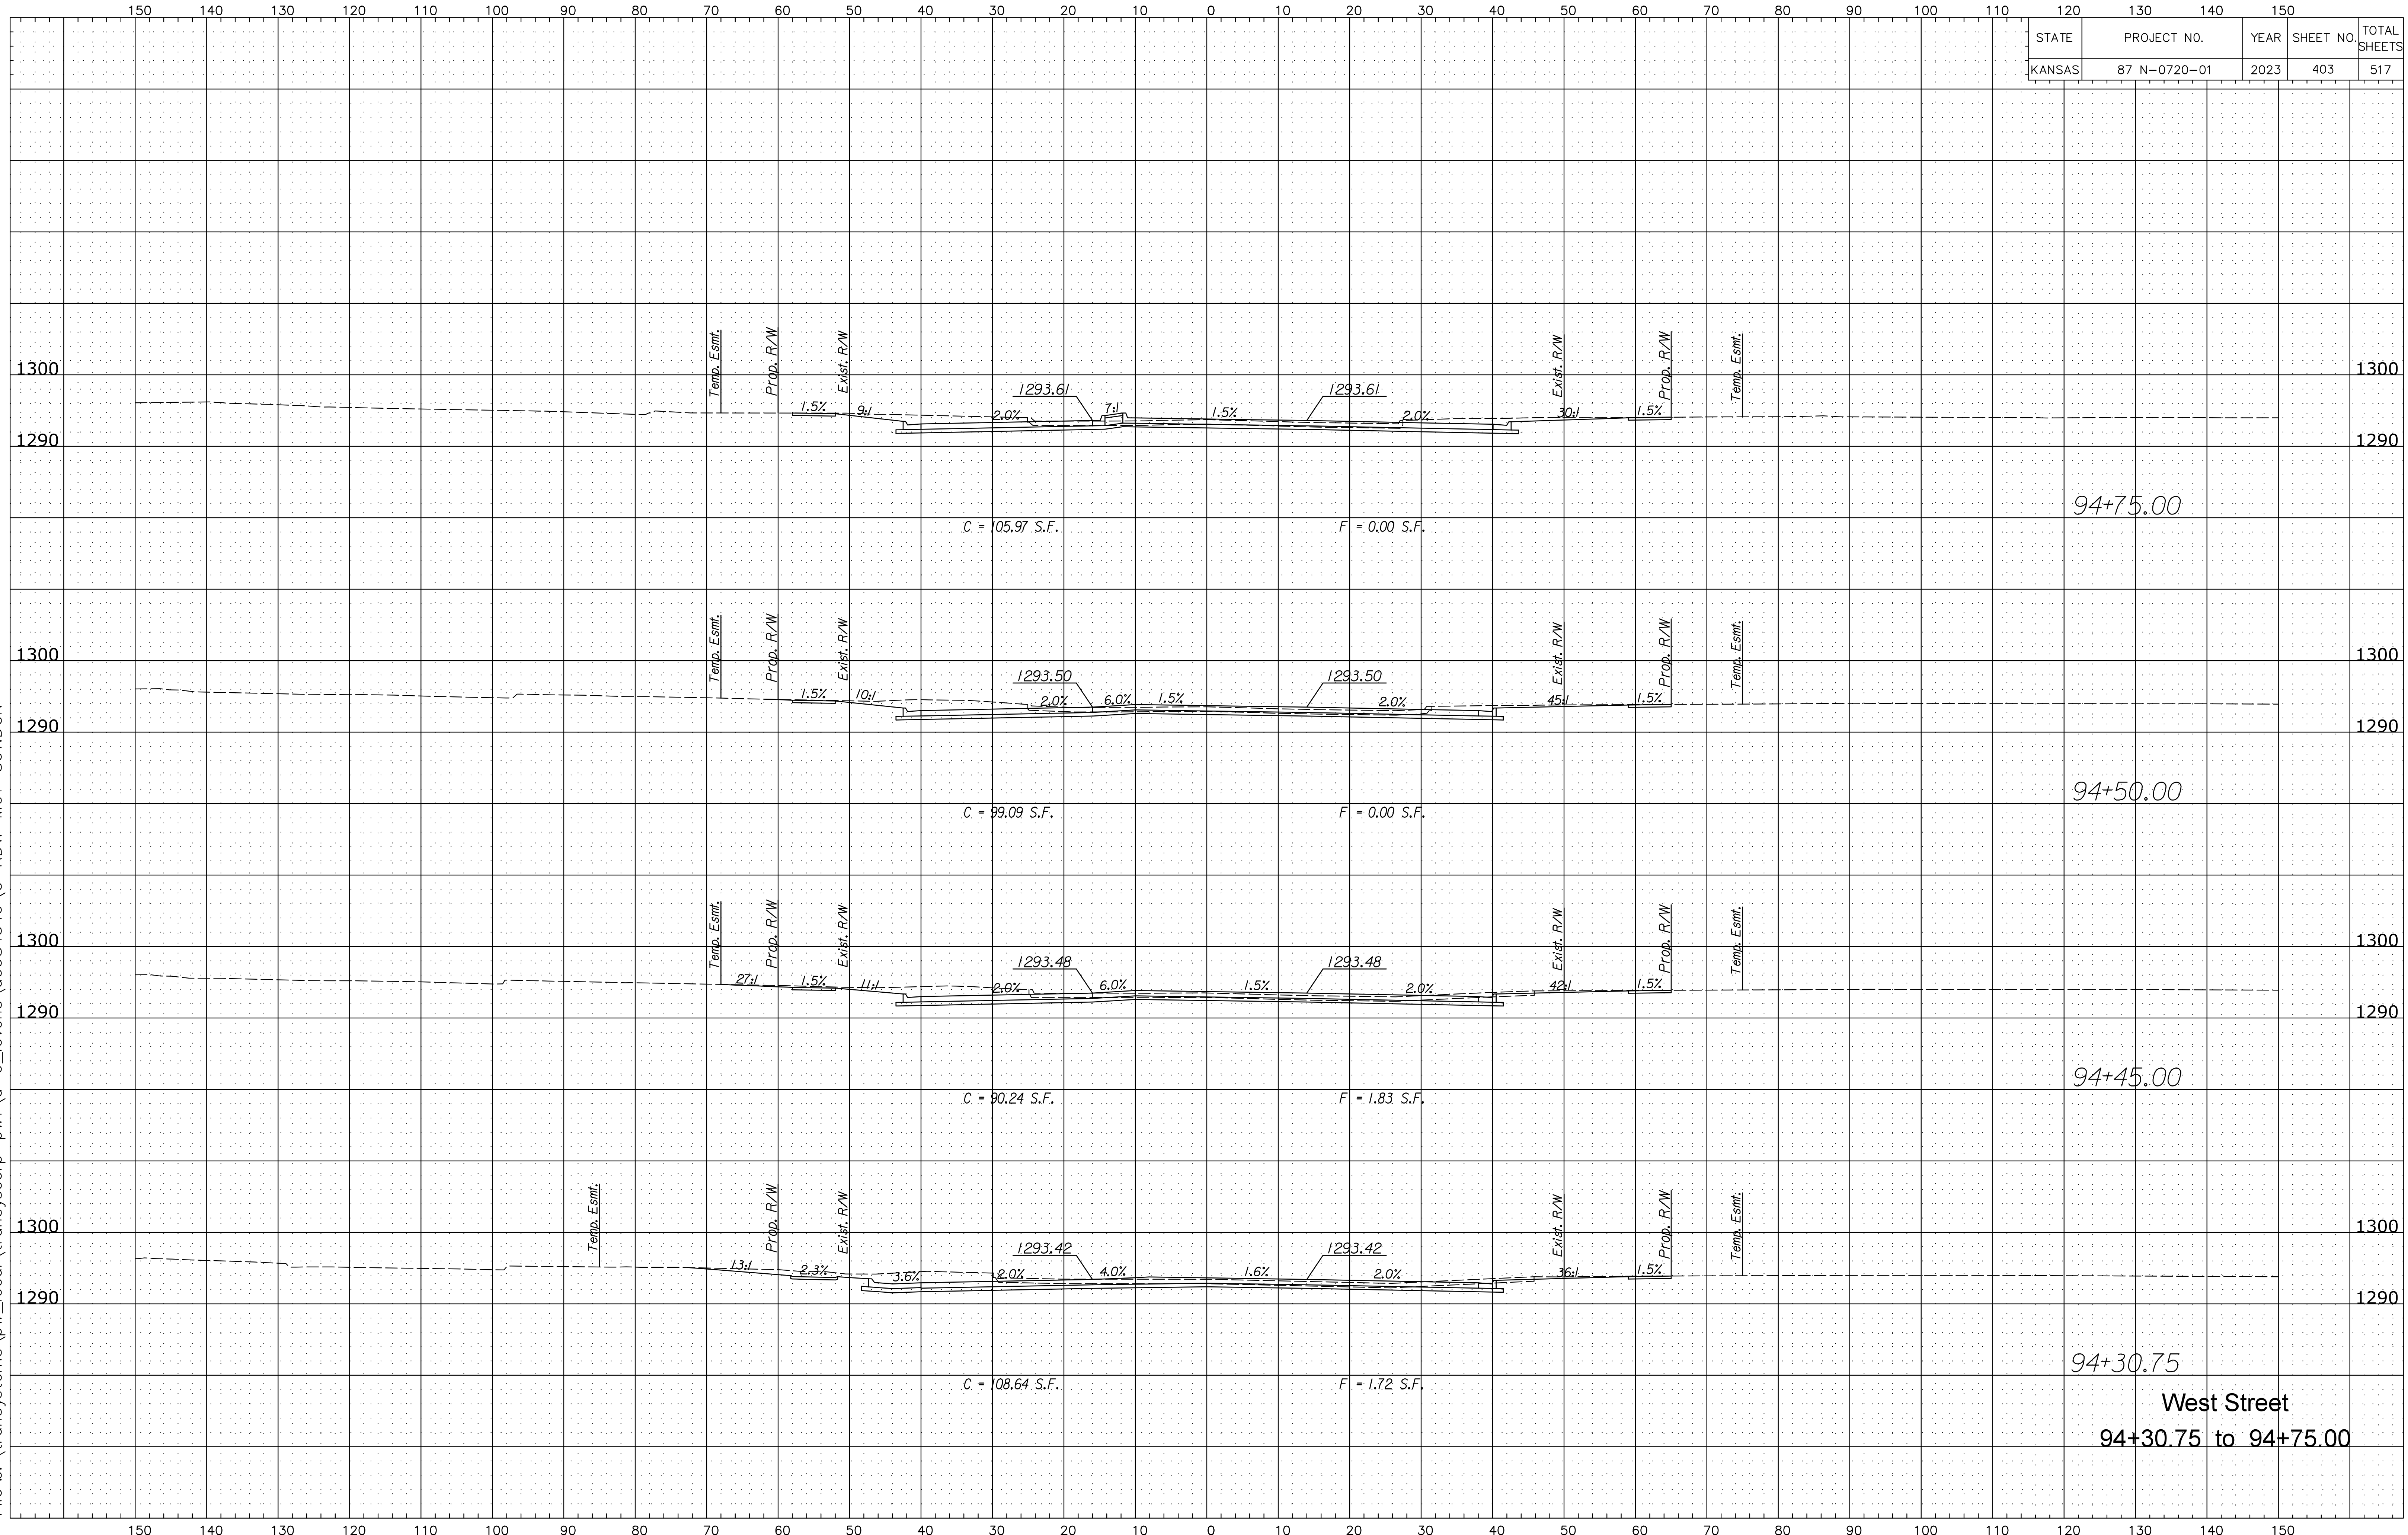 150 140 130 120 110 100 90 80 70 60 50 40 30 20 10 0 10 20 30 40 50 60 70 80 90 100 110 120 130 140 150
STATE PROJECT NO. YEAR SHEET NO. TOTAL SHEETS
KANSAS 87 N-0720-01 2023 403 517
Temp. Esmt. Prop. R/W Exist. R/W Exist. R/W Prop. R/W Temp. Esmt.
1300 1293.61 1293.61 1300
1.5% 9:1 2.0% 7:1 1.5% 2.0% 30:1 1.5%
1290 1290
94+75.00
C = 105.97 S.F. F = 0.00 S.F.
Temp. Esmt. Prop. R/W Exist. R/W Exist. R/W Prop. R/W Temp. Esmt.
1300 1293.50 1293.50 1300
1.5% 10:1 2.0% 6.0% 1.5% 2.0% 45:1 1.5%
1290 1290
94+50.00
C = 99.09 S.F. F = 0.00 S.F.
Temp. Esmt. Prop. R/W Exist. R/W Exist. R/W Prop. R/W Temp. Esmt.
1300 1293.48 1293.48 1300
27:1 1.5% 11:1 2.0% 6.0% 1.5% 2.0% 42:1 1.5%
1290 1290
94+45.00
C = 90.24 S.F. F = 1.83 S.F.
Temp. Esmt. Prop. R/W Exist. R/W Exist. R/W Prop. R/W Temp. Esmt.
1300 1293.42 1293.42 1300
13:1 2.3% 3.6% 2.0% 4.0% 1.6% 2.0% 36:1 1.5%
1290 1290
94+30.75
C = 108.64 S.F. F = 1.72 S.F.
West Street
94+30.75 to 94+75.00
150 140 130 120 110 100 90 80 70 60 50 40 30 20 10 0 10 20 30 40 50 60 70 80 90 100 110 120 130 140 150